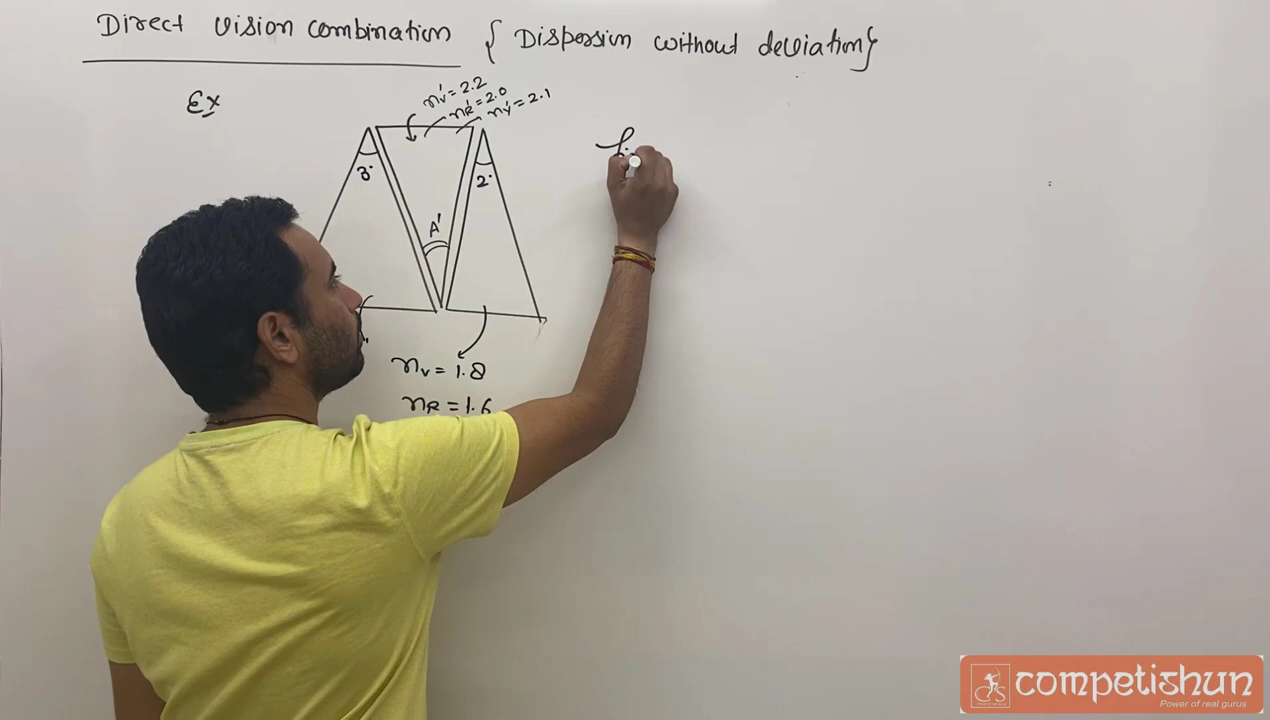 Direct vision combination { Dispersion without deviation}
Ex
n'v = 2.2
n'R = 2.0
n'y = 2.1
3°
2°
A'
nv = 1.8
nR = 1.6
competishun
Power of real gurus